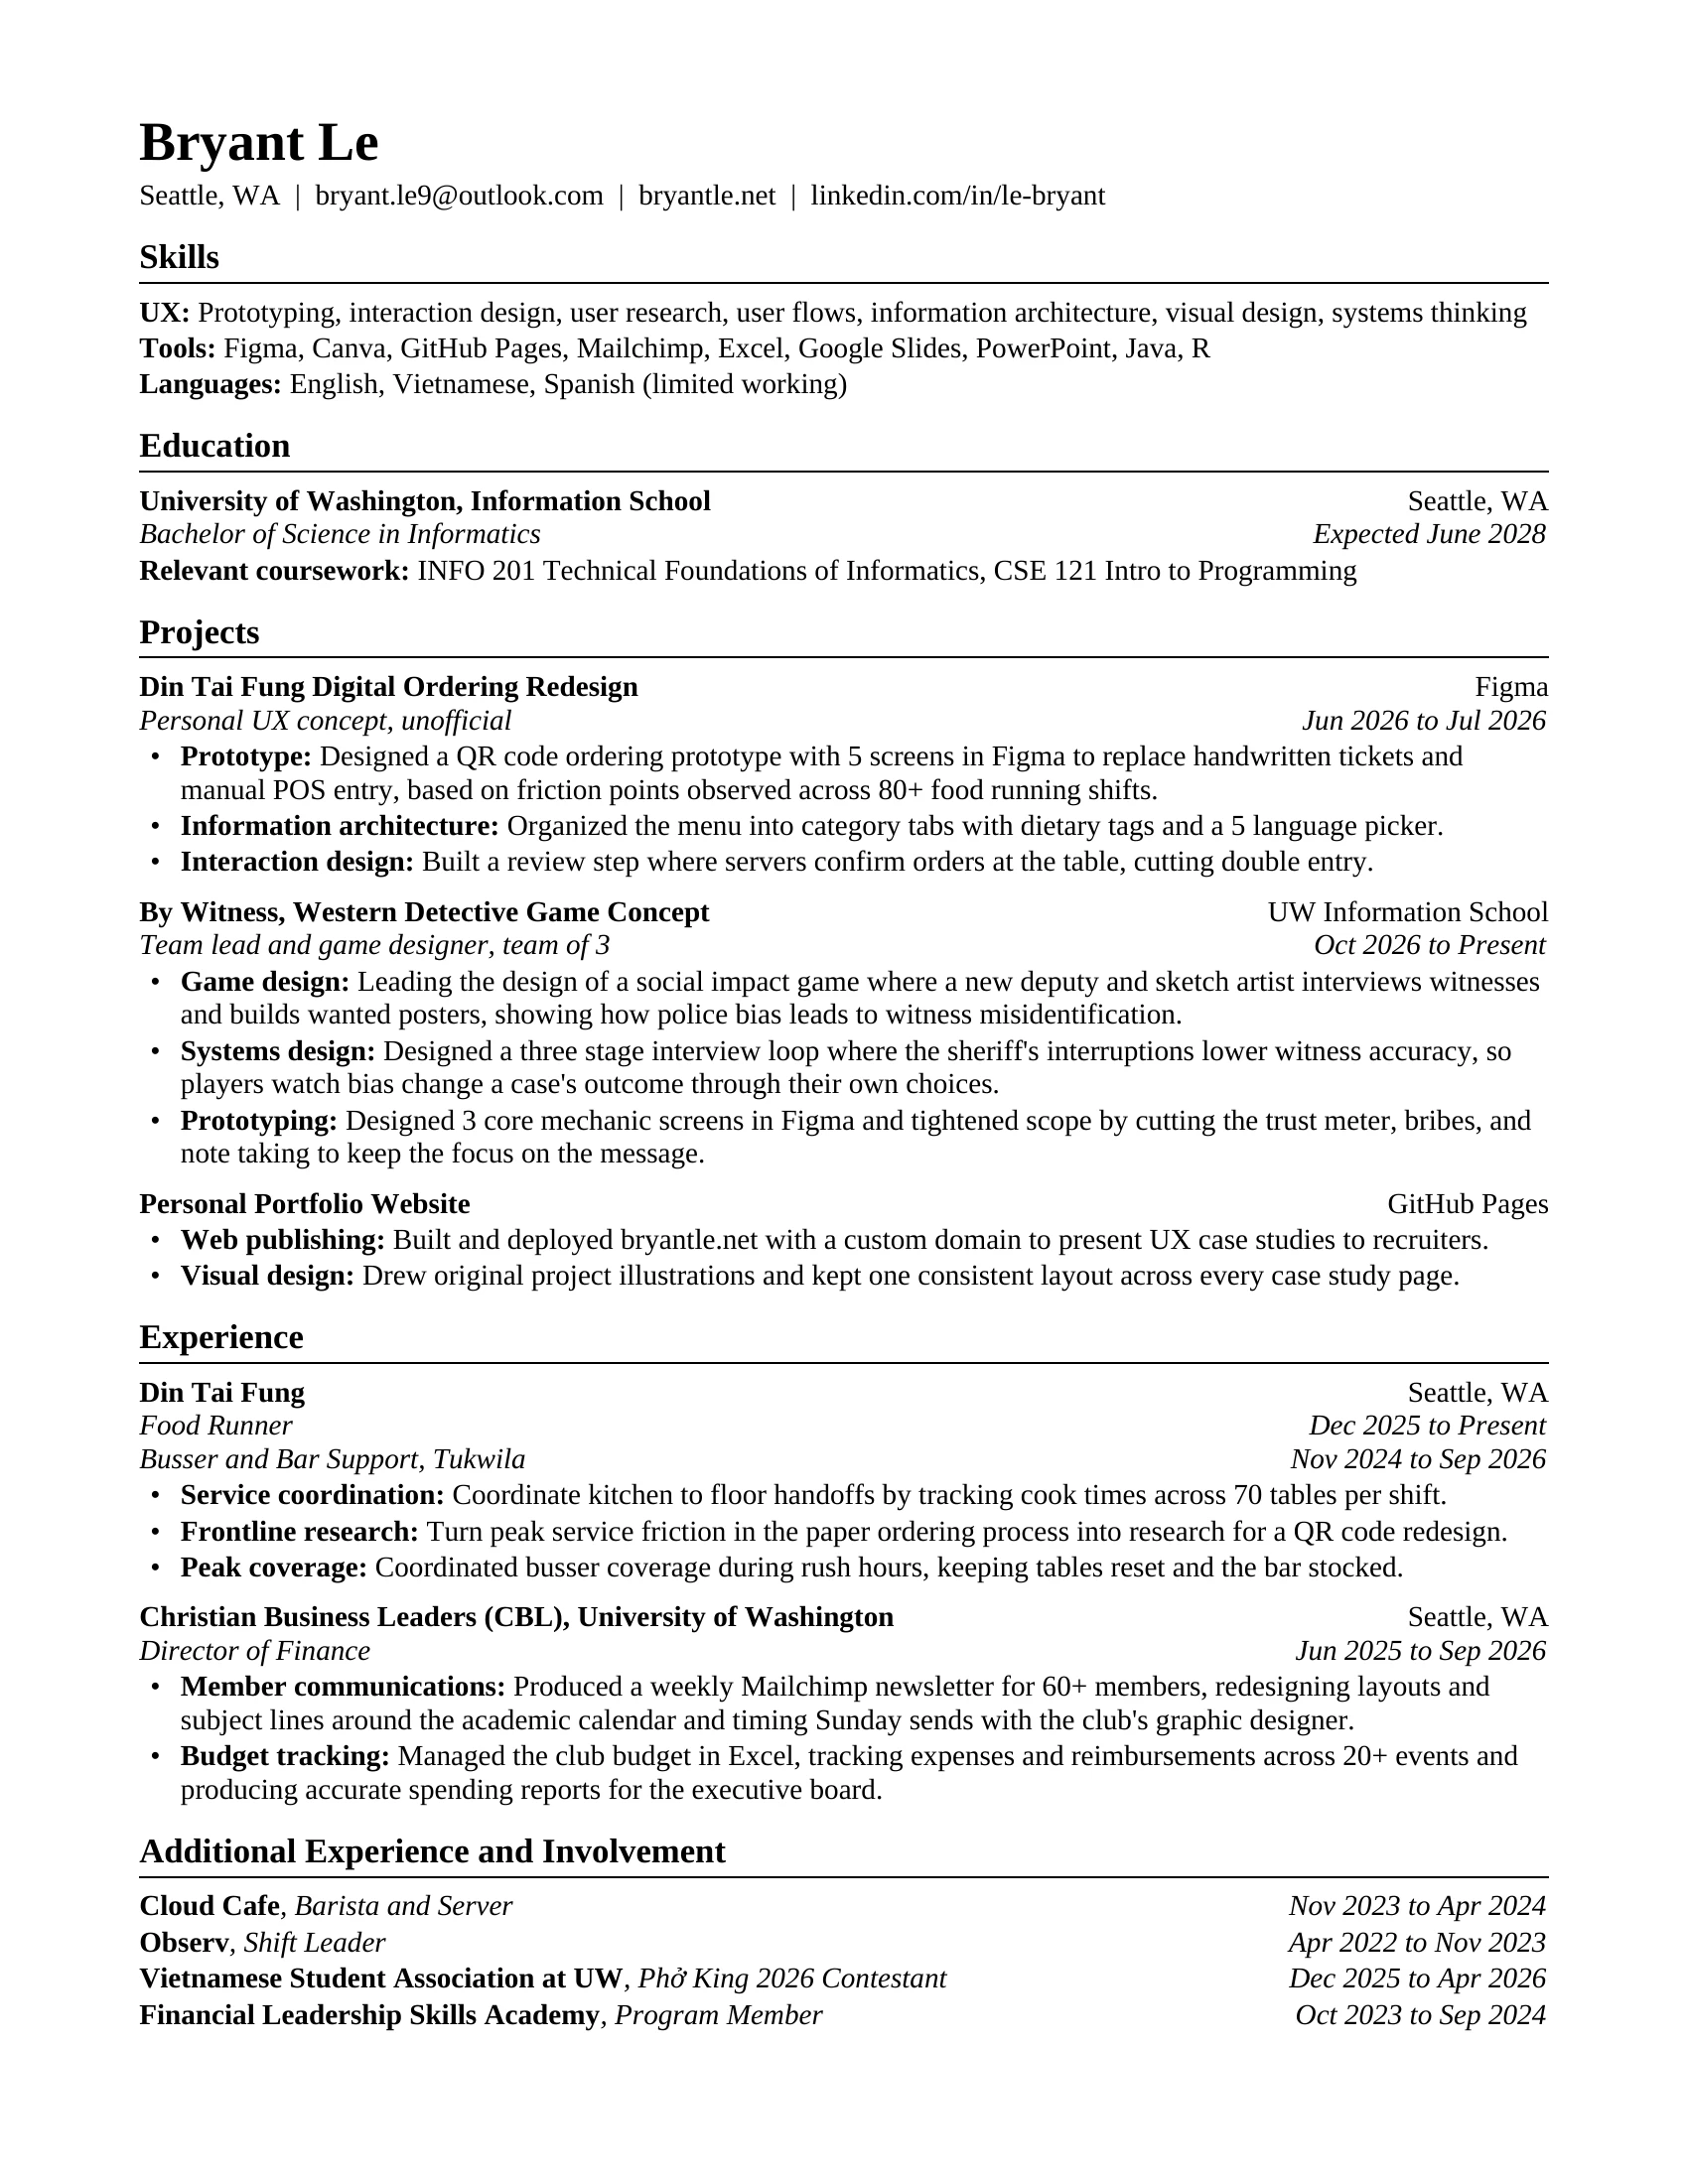 Bryant Le
Seattle, WA | bryant.le9@outlook.com | bryantle.net | linkedin.com/in/le-bryant
Skills
UX: Prototyping, interaction design, user research, user flows, information architecture, visual design, systems thinking
Tools: Figma, Canva, GitHub Pages, Mailchimp, Excel, Google Slides, PowerPoint, Java, R
Languages: English, Vietnamese, Spanish (limited working)
Education
University of Washington, Information School Seattle, WA
Bachelor of Science in Informatics Expected June 2028
Relevant coursework: INFO 201 Technical Foundations of Informatics, CSE 121 Intro to Programming
Projects
Din Tai Fung Digital Ordering Redesign Figma
Personal UX concept, unofficial Jun 2026 to Jul 2026
• Prototype: Designed a QR code ordering prototype with 5 screens in Figma to replace handwritten tickets and
manual POS entry, based on friction points observed across 80+ food running shifts.
• Information architecture: Organized the menu into category tabs with dietary tags and a 5 language picker.
• Interaction design: Built a review step where servers confirm orders at the table, cutting double entry.
By Witness, Western Detective Game Concept UW Information School
Team lead and game designer, team of 3 Oct 2026 to Present
• Game design: Leading the design of a social impact game where a new deputy and sketch artist interviews witnesses
and builds wanted posters, showing how police bias leads to witness misidentification.
• Systems design: Designed a three stage interview loop where the sheriff's interruptions lower witness accuracy, so
players watch bias change a case's outcome through their own choices.
• Prototyping: Designed 3 core mechanic screens in Figma and tightened scope by cutting the trust meter, bribes, and
note taking to keep the focus on the message.
Personal Portfolio Website GitHub Pages
• Web publishing: Built and deployed bryantle.net with a custom domain to present UX case studies to recruiters.
• Visual design: Drew original project illustrations and kept one consistent layout across every case study page.
Experience
Din Tai Fung Seattle, WA
Food Runner Dec 2025 to Present
Busser and Bar Support, Tukwila Nov 2024 to Sep 2026
• Service coordination: Coordinate kitchen to floor handoffs by tracking cook times across 70 tables per shift.
• Frontline research: Turn peak service friction in the paper ordering process into research for a QR code redesign.
• Peak coverage: Coordinated busser coverage during rush hours, keeping tables reset and the bar stocked.
Christian Business Leaders (CBL), University of Washington Seattle, WA
Director of Finance Jun 2025 to Sep 2026
• Member communications: Produced a weekly Mailchimp newsletter for 60+ members, redesigning layouts and
subject lines around the academic calendar and timing Sunday sends with the club's graphic designer.
• Budget tracking: Managed the club budget in Excel, tracking expenses and reimbursements across 20+ events and
producing accurate spending reports for the executive board.
Additional Experience and Involvement
Cloud Cafe, Barista and Server Nov 2023 to Apr 2024
Observ, Shift Leader Apr 2022 to Nov 2023
Vietnamese Student Association at UW, Phở King 2026 Contestant Dec 2025 to Apr 2026
Financial Leadership Skills Academy, Program Member Oct 2023 to Sep 2024